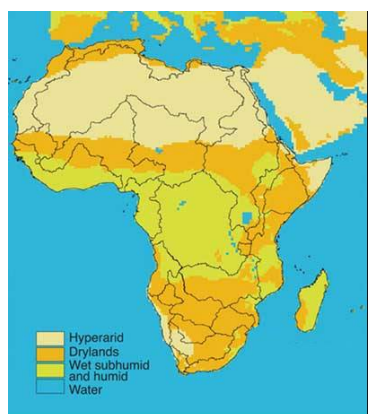 Hyperarid
Drylands
Wet subhumid
and humid
Water